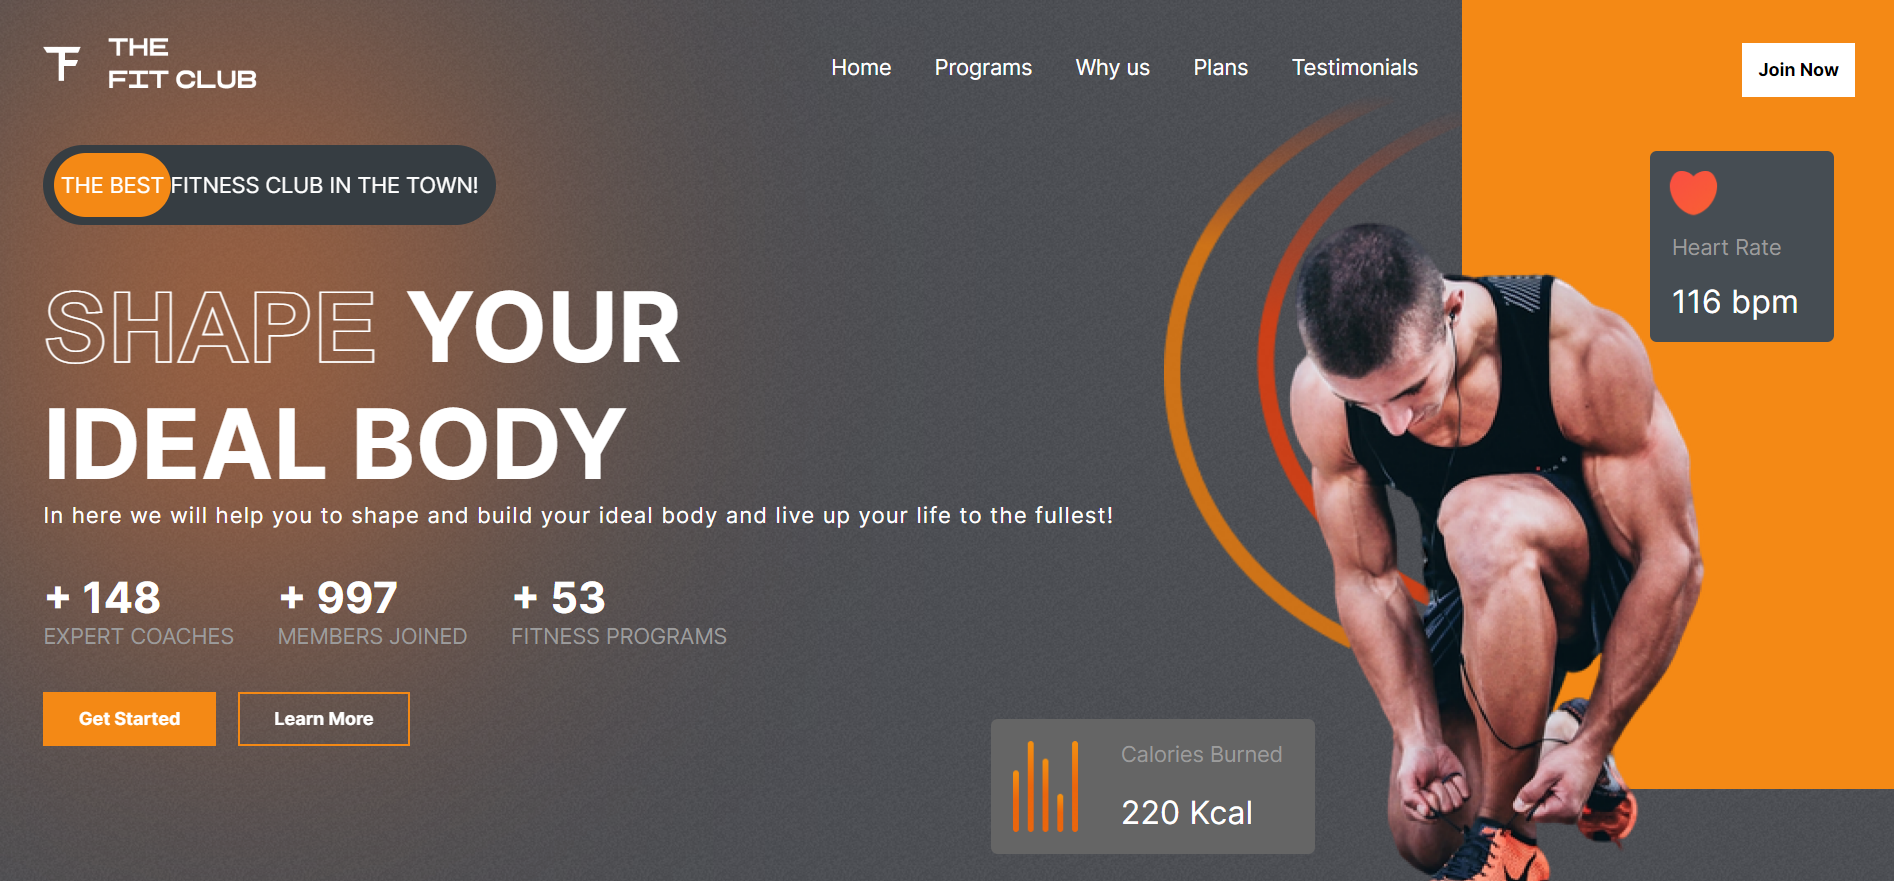 THE
FIT CLUB
Home Programs Why us Plans Testimonials
Join Now
THE BEST FITNESS CLUB IN THE TOWN!
Heart Rate
116 bpm
SHAPE YOUR
IDEAL BODY
In here we will help you to shape and build your ideal body and live up your life to the fullest!
+ 148
EXPERT COACHES
+ 997
MEMBERS JOINED
+ 53
FITNESS PROGRAMS
Get Started
Learn More
Calories Burned
220 Kcal